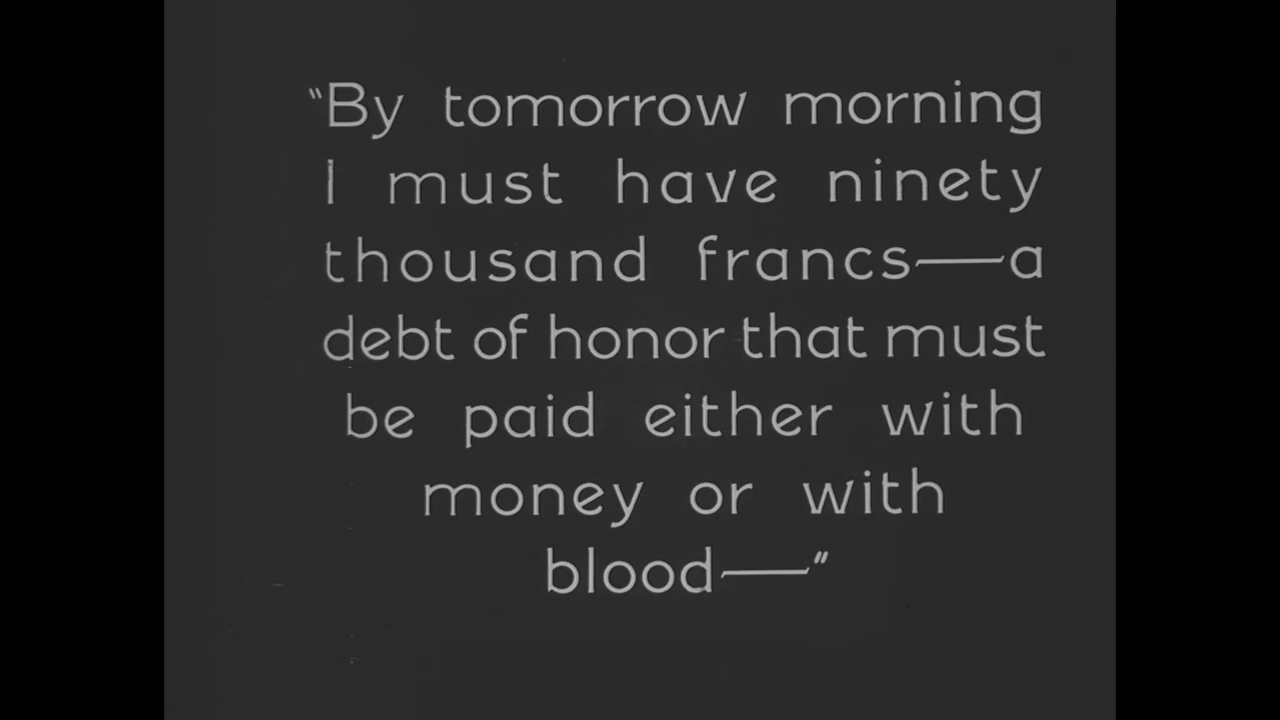 "By tomorrow morning
I must have ninety
thousand francs—a
debt of honor that must
be paid either with
money or with
blood—"